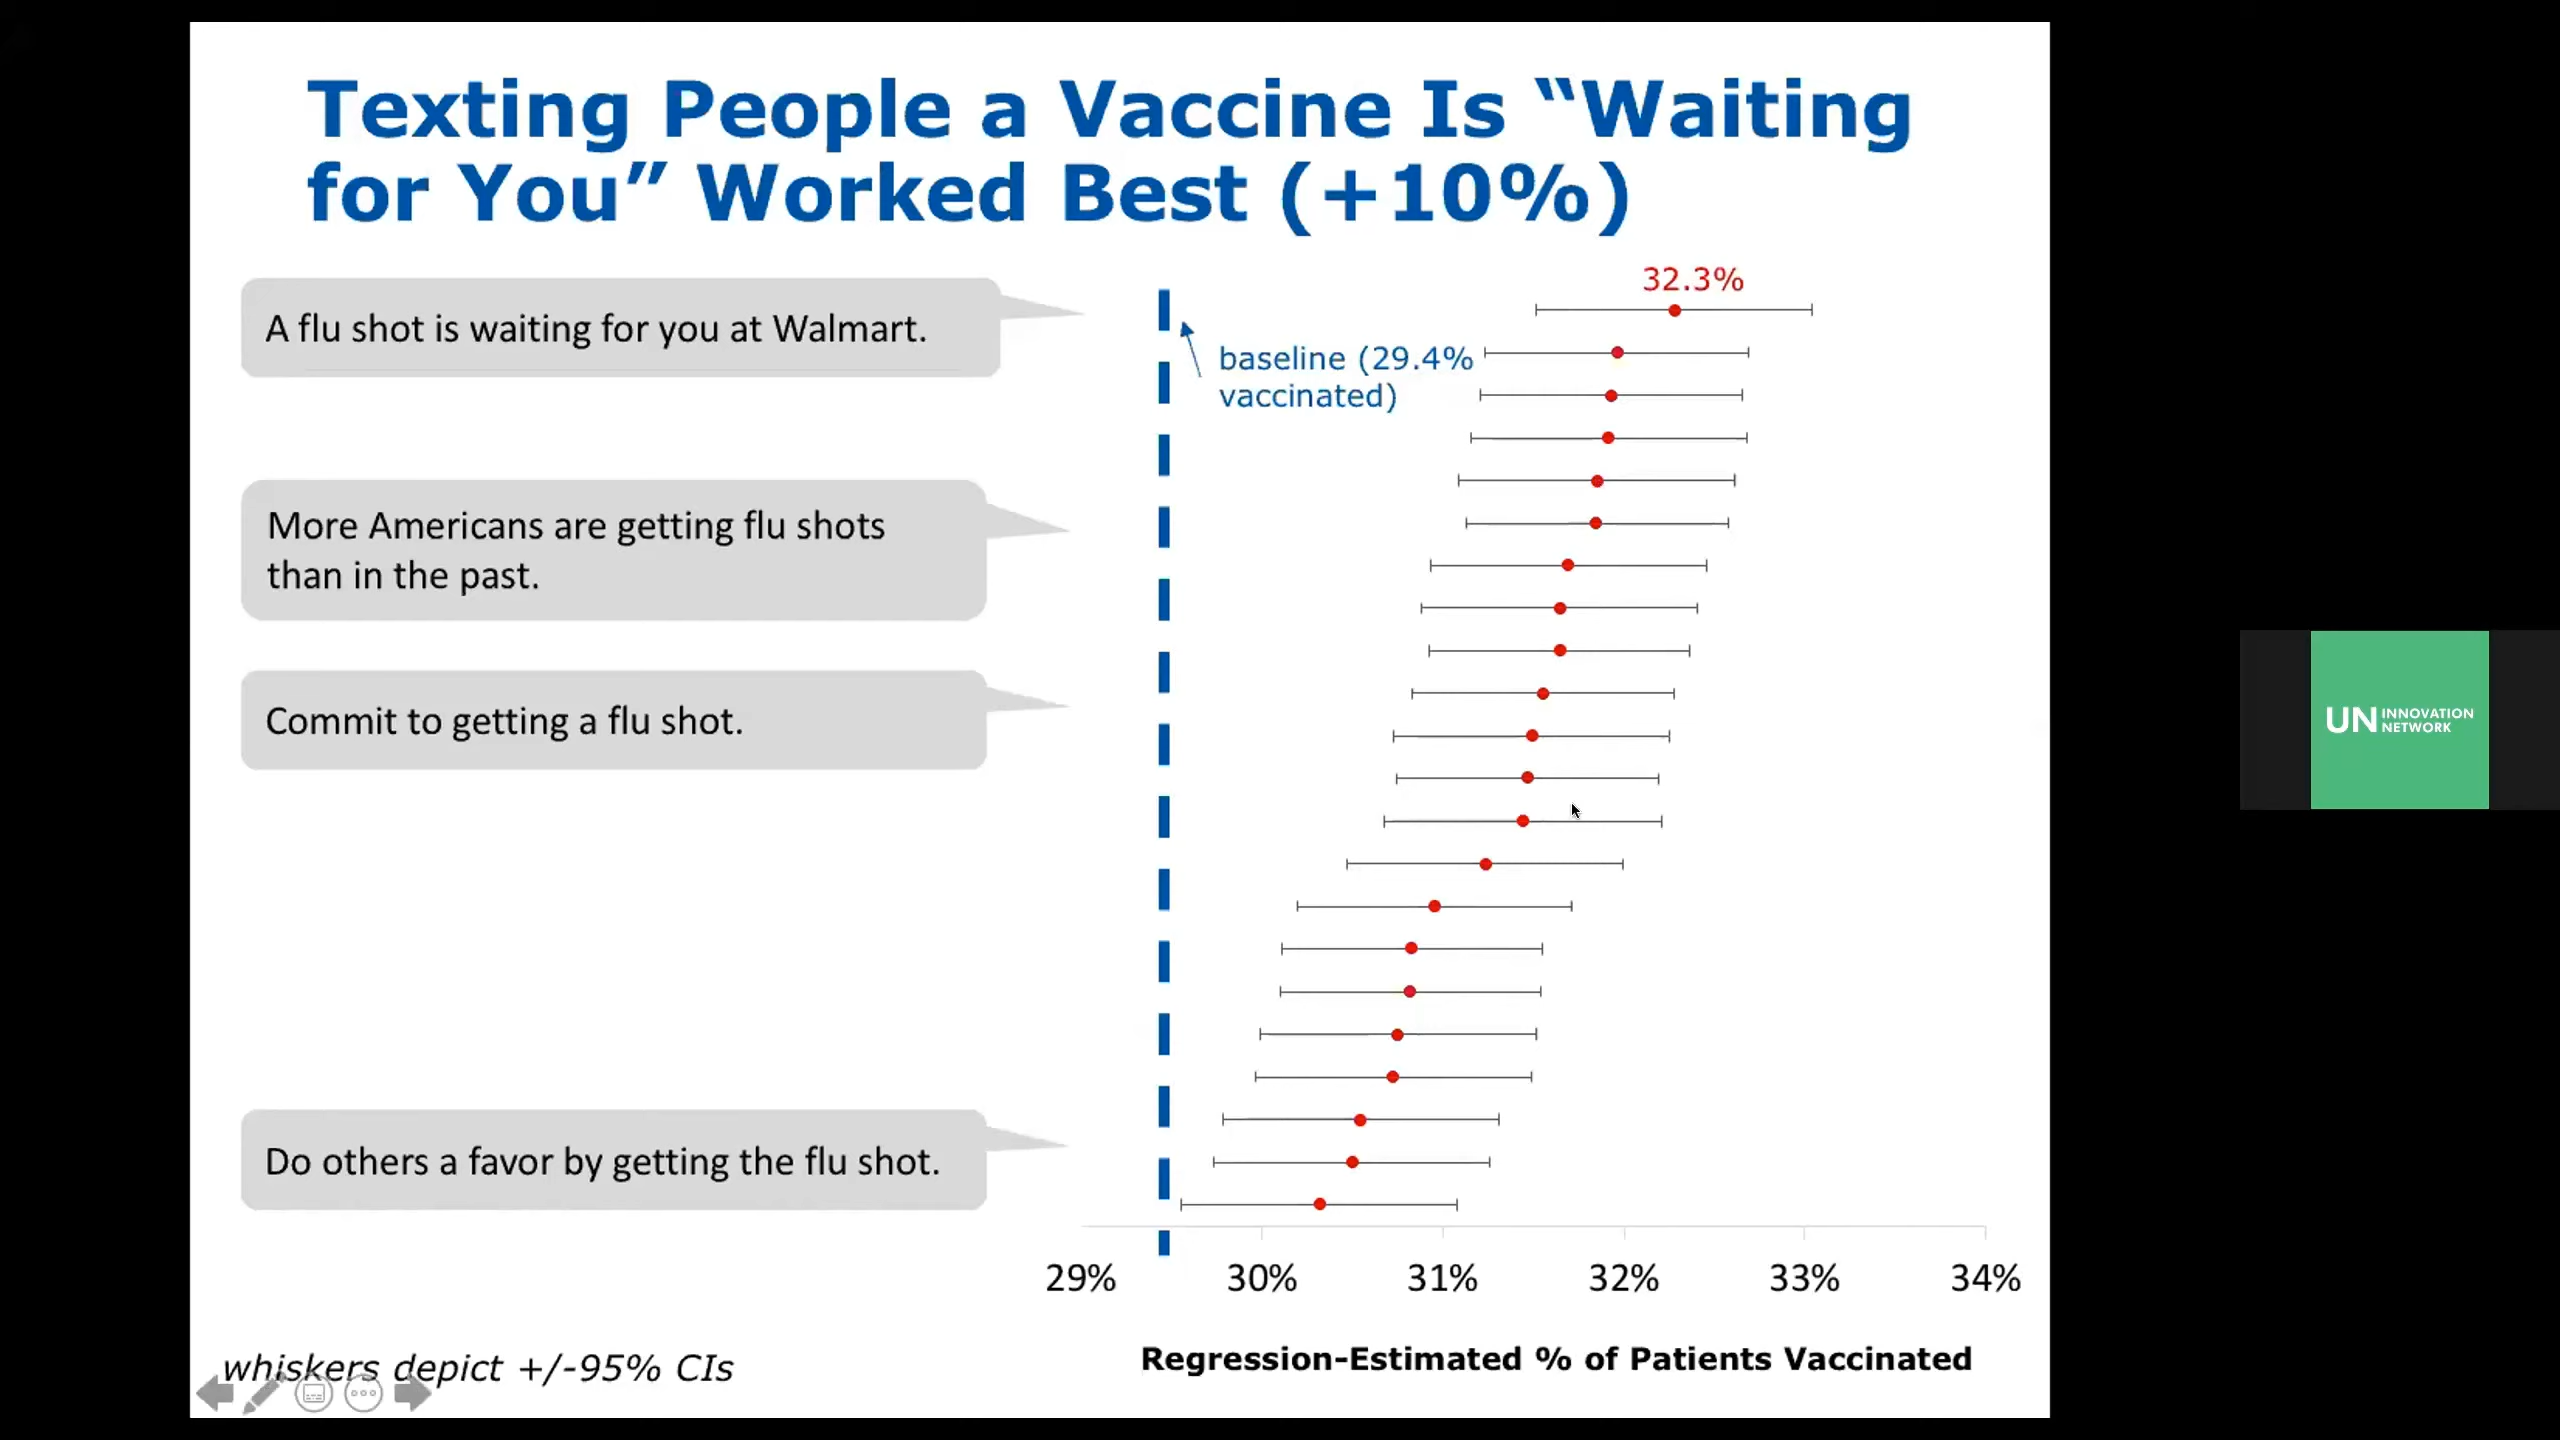 Texting People a Vaccine Is “Waiting
for You” Worked Best (+10%)
A flu shot is waiting for you at Walmart.
32.3%
baseline (29.4%
vaccinated)
More Americans are getting flu shots
than in the past.
Commit to getting a flu shot.
Do others a favor by getting the flu shot.
29% 30% 31% 32% 33% 34%
Regression-Estimated % of Patients Vaccinated
whiskers depict +/-95% CIs
UN INNOVATION
NETWORK